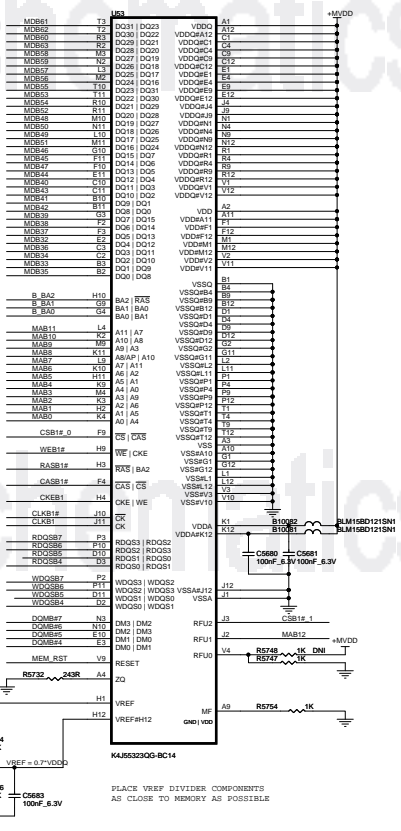 U53
+MVDD
MDB61 T3 DQ31 | DQ23
MDB62 T2 DQ30 | DQ22
MDB60 R3 DQ29 | DQ21
MDB63 R2 DQ28 | DQ20
MDB58 M3 DQ27 | DQ19
MDB59 N2 DQ26 | DQ18
MDB57 L3 DQ25 | DQ17
MDB56 M2 DQ24 | DQ16
MDB55 T10 DQ23 | DQ31
MDB53 T11 DQ22 | DQ30
MDB54 R10 DQ21 | DQ29
MDB52 R11 DQ20 | DQ28
MDB48 M10 DQ19 | DQ27
MDB50 N11 DQ18 | DQ26
MDB49 L10 DQ17 | DQ25
MDB51 M11 DQ16 | DQ24
MDB46 G10 DQ15 | DQ7
MDB45 F11 DQ14 | DQ6
MDB47 F10 DQ13 | DQ5
MDB44 E11 DQ12 | DQ4
MDB40 C10 DQ11 | DQ3
MDB43 C11 DQ10 | DQ2
MDB41 B10 DQ9 | DQ1
MDB42 B11 DQ8 | DQ0
MDB39 G3 DQ7 | DQ15
MDB38 F2 DQ6 | DQ14
MDB37 F3 DQ5 | DQ13
MDB32 E2 DQ4 | DQ12
MDB36 C3 DQ3 | DQ11
MDB34 C2 DQ2 | DQ10
MDB33 B3 DQ1 | DQ9
MDB35 B2 DQ0 | DQ8
B_BA2 H10 BA2 | RAS
B_BA1 G9 BA1 | BA0
B_BA0 G4 BA0 | BA1
MAB11 L4 A11 | A7
MAB10 K2 A10 | A8
MAB9 M9 A9 | A3
MAB8 K11 A8/AP | A10
MAB7 L9 A7 | A11
MAB6 K10 A6 | A2
MAB5 H11 A5 | A1
MAB4 K9 A4 | A0
MAB3 M4 A3 | A9
MAB2 K3 A2 | A6
MAB1 H2 A1 | A5
MAB0 K4 A0 | A4
CSB1#_0 F9 CS | CAS
WEB1# H9 WE | CKE
RASB1# H3 RAS | BA2
CASB1# F4 CAS | CS
CKEB1 H4 CKE | WE
CLKB1# J10 CK
CLKB1 J11 CK
RDQSB7 P3 RDQS3 | RDQS2
RDQSB6 P10 RDQS2 | RDQS3
RDQSB5 D10 RDQS1 | RDQS0
RDQSB4 D3 RDQS0 | RDQS1
WDQSB7 P2 WDQS3 | WDQS2
WDQSB6 P11 WDQS2 | WDQS3
WDQSB5 D11 WDQS1 | WDQS0
WDQSB4 D2 WDQS0 | WDQS1
DQMB#7 N3 DM3 | DM2
DQMB#6 N10 DM2 | DM3
DQMB#5 E10 DM1 | DM0
DQMB#4 E3 DM0 | DM1
MEM_RST V9 RESET
R5732 243R A4 ZQ
H1 VREF
H12 VREF#H12
VDDQ A1
VDDQ#A12 A12
VDDQ#C1 C1
VDDQ#C4 C4
VDDQ#C9 C9
VDDQ#C12 C12
VDDQ#E1 E1
VDDQ#E4 E4
VDDQ#E9 E9
VDDQ#E12 E12
VDDQ#J4 J4
VDDQ#J9 J9
VDDQ#N1 N1
VDDQ#N4 N4
VDDQ#N9 N9
VDDQ#N12 N12
VDDQ#R1 R1
VDDQ#R4 R4
VDDQ#R9 R9
VDDQ#R12 R12
VDDQ#V1 V1
VDDQ#V12 V12
VDD A2
VDD#A11 A11
VDD#F1 F1
VDD#F12 F12
VDD#M1 M1
VDD#M12 M12
VDD#V2 V2
VDD#V11 V11
VSSQ B1
VSSQ#B4 B4
VSSQ#B9 B9
VSSQ#B12 B12
VSSQ#D1 D1
VSSQ#D4 D4
VSSQ#D9 D9
VSSQ#D12 D12
VSSQ#G2 G2
VSSQ#G11 G11
VSSQ#L2 L2
VSSQ#L11 L11
VSSQ#P1 P1
VSSQ#P4 P4
VSSQ#P9 P9
VSSQ#P12 P12
VSSQ#T1 T1
VSSQ#T4 T4
VSSQ#T9 T9
VSSQ#T12 T12
VSS A3
VSS#A10 A10
VSS#G1 G1
VSS#G12 G12
VSS#L1 L1
VSS#L12 L12
VSS#V3 V3
VSS#V10 V10
VDDA K1 B10082 BLM15BD121SN1
VDDA#K12 K12 B10081 BLM15BD121SN1
C5680 C5681
100nF_6.3V 100nF_6.3V
VSSA#J12 J12
VSSA J1
RFU2 J3 CSB1#_1
RFU1 J2 MAB12
+MVDD
RFU0 V4 R5748 1K DNI
R5747 1K
MF A9 R5754 1K
GND | VDD
K4J55323QG-BC14
VREF = 0.7*VDDQ
C5683
100nF_6.3V
PLACE VREF DIVIDER COMPONENTS
AS CLOSE TO MEMORY AS POSSIBLE